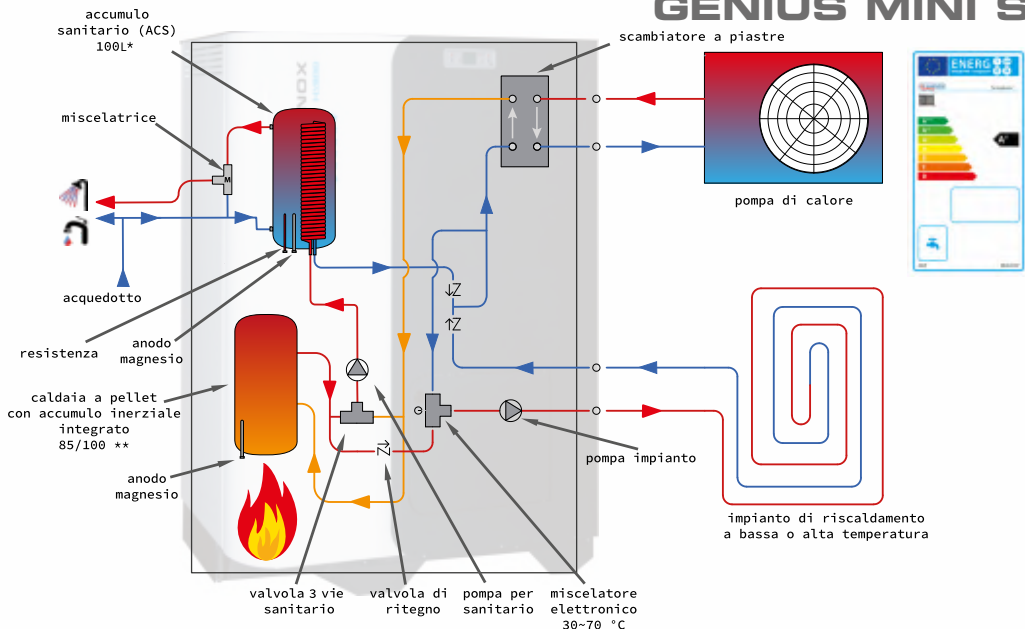 GENIUS MINI S
accumulo
sanitario (ACS)
100L*
scambiatore a piastre
NOX
ENERG
miscelatrice
M
A++
pompa di calore
acquedotto
resistenza
anodo
magnesio
caldaia a pellet
con accumulo inerziale
integrato
85/100 **
anodo
magnesio
pompa impianto
impianto di riscaldamento
a bassa o alta temperatura
valvola 3 vie
sanitario
valvola di
ritegno
pompa per
sanitario
miscelatore
elettronico
30~70 °C